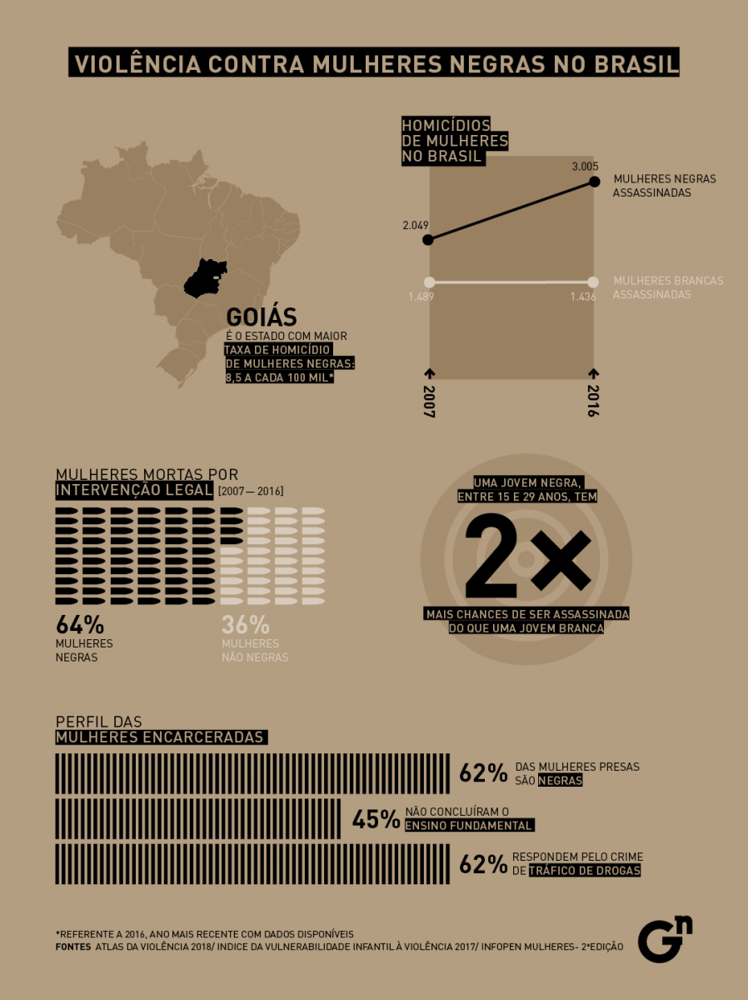 VIOLÊNCIA CONTRA MULHERES NEGRAS NO BRASIL
GOIÁS
É O ESTADO COM MAIOR
TAXA DE HOMICÍDIO
DE MULHERES NEGRAS:
8,5 A CADA 100 MIL*
HOMICÍDIOS
DE MULHERES
NO BRASIL
3.005
MULHERES NEGRAS
ASSASSINADAS
2.049
MULHERES BRANCAS
ASSASSINADAS
1.489
1.436
2007
2016
MULHERES MORTAS POR
INTERVENÇÃO LEGAL [2007 — 2016]
64%
MULHERES
NEGRAS
36%
MULHERES
NÃO NEGRAS
UMA JOVEM NEGRA,
ENTRE 15 E 29 ANOS, TEM
2×
MAIS CHANCES DE SER ASSASSINADA
DO QUE UMA JOVEM BRANCA
PERFIL DAS
MULHERES ENCARCERADAS
62% DAS MULHERES PRESAS
SÃO NEGRAS
45% NÃO CONCLUÍRAM O
ENSINO FUNDAMENTAL
62% RESPONDEM PELO CRIME
DE TRÁFICO DE DROGAS
*REFERENTE A 2016, ANO MAIS RECENTE COM DADOS DISPONÍVEIS
FONTES ATLAS DA VIOLÊNCIA 2018/ INDICE DA VULNERABILIDADE INFANTIL À VIOLÊNCIA 2017/ INFOPEN MULHERES- 2ªEDIÇÃO
Gn